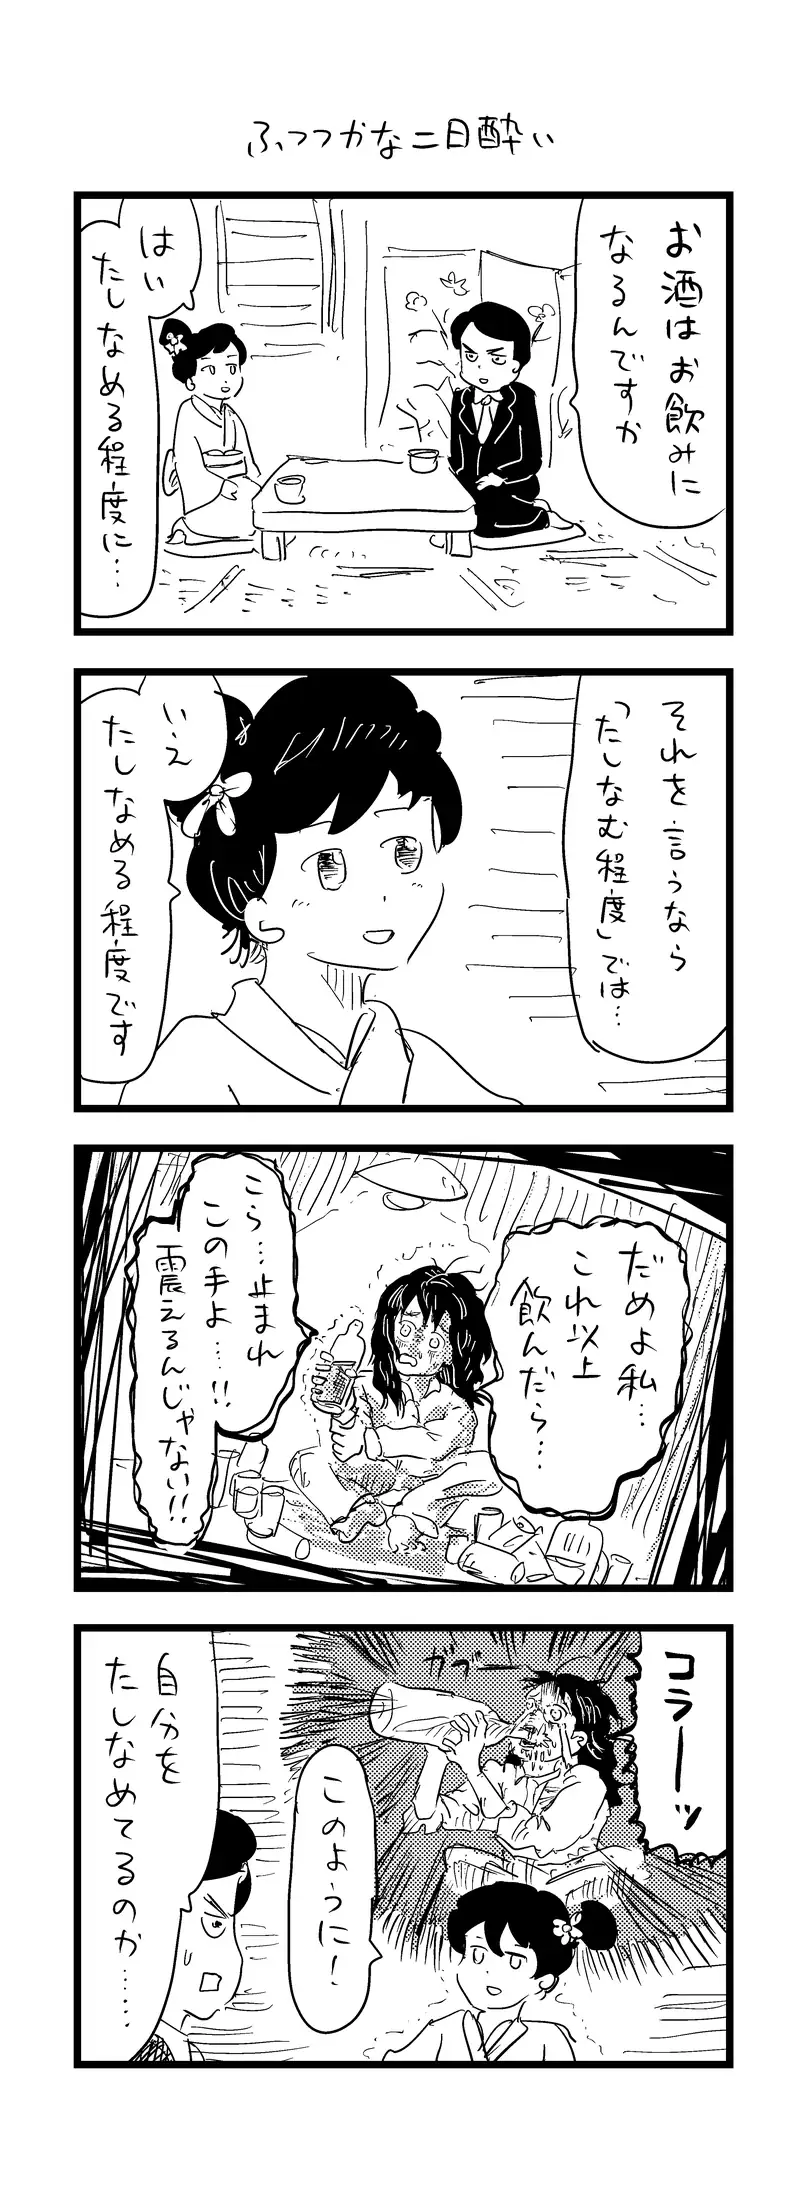 ふつつかな二日酔い
お酒はお飲みに
なるんですか
はい
たしなめる程度に…
それを言うなら
「たしなむ程度」では…
いえ
たしなめる程度です
だめよ私…
これ以上
飲んだら…
こら…止まれ
この手よ……!!
震えるんじゃない!!
コラーッ
ガブーー
このように!
自分を
たしなめてるのか……